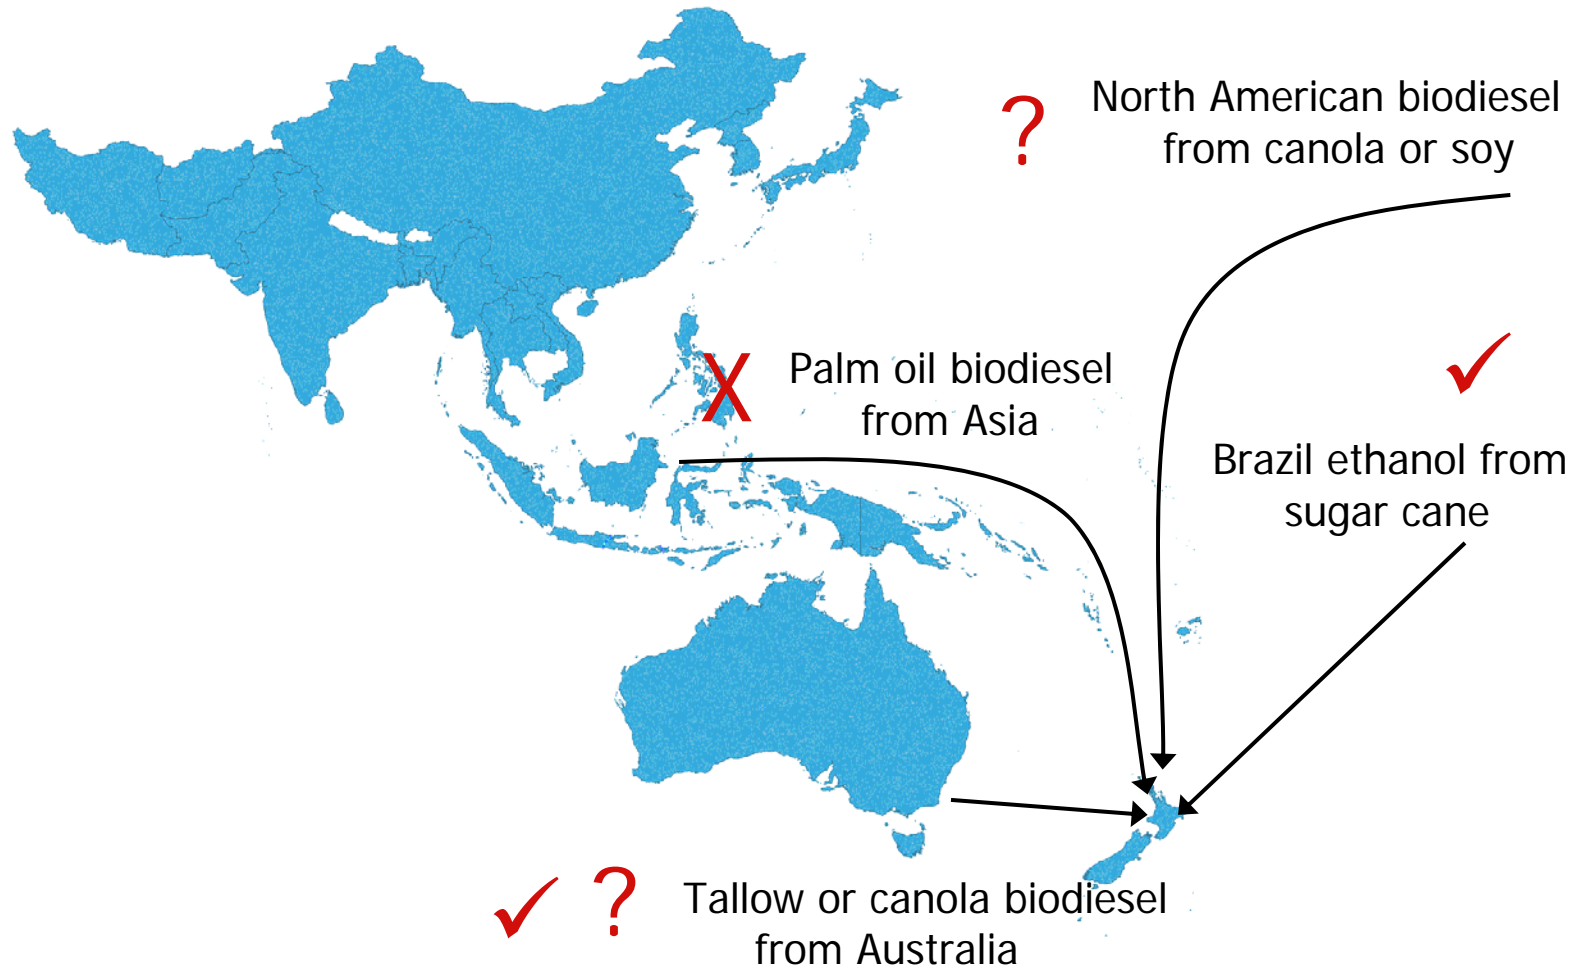 North American biodiesel
from canola or soy
?
Palm oil biodiesel
from Asia
X
Brazil ethanol from
sugar cane
✓
✓ ?
Tallow or canola biodiesel
from Australia